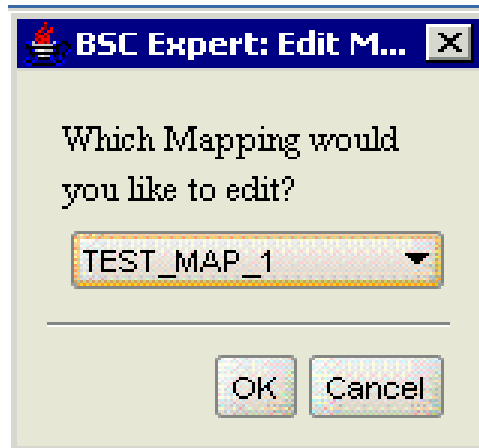 BSC Expert: Edit M...
Which Mapping would
you like to edit?
TEST_MAP_1
OK Cancel